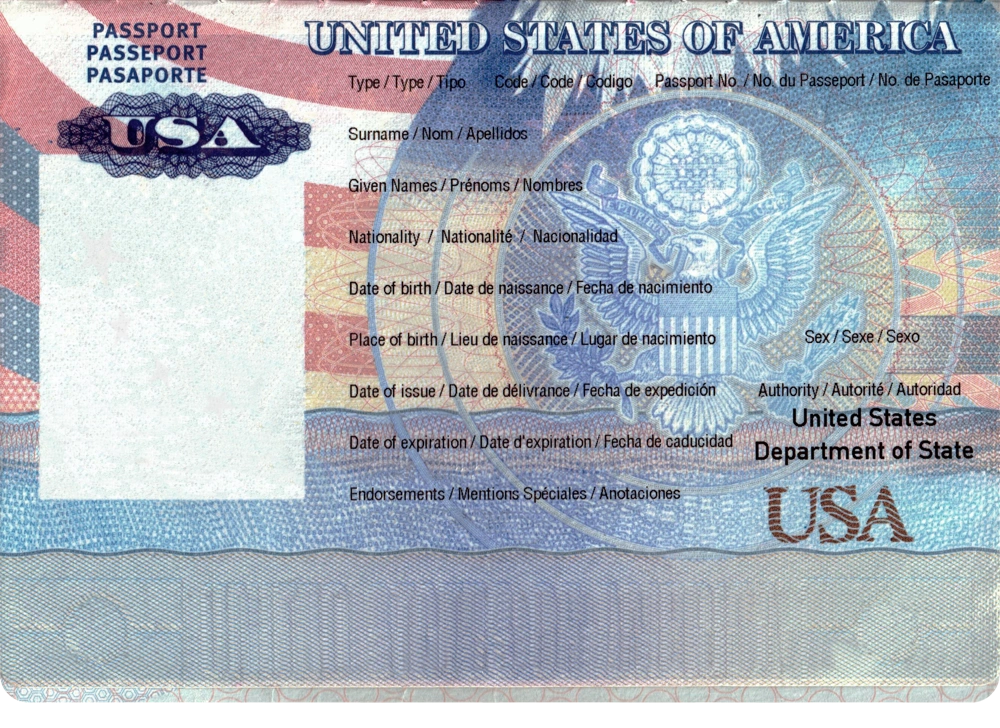 PASSPORT
PASSEPORT
PASAPORTE
USA
UNITED STATES OF AMERICA
Type / Type / Tipo Code / Code / Codigo Passport No. / No. du Passeport / No. de Pasaporte
Surname / Nom / Apellidos
Given Names / Prénoms / Nombres
Nationality / Nationalité / Nacionalidad
Date of birth / Date de naissance / Fecha de nacimiento
Place of birth / Lieu de naissance / Lugar de nacimiento Sex / Sexe / Sexo
Date of issue / Date de délivrance / Fecha de expedición Authority / Autorité / Autoridad
United States
Department of State
Date of expiration / Date d'expiration / Fecha de caducidad
Endorsements / Mentions Spéciales / Anotaciones
USA